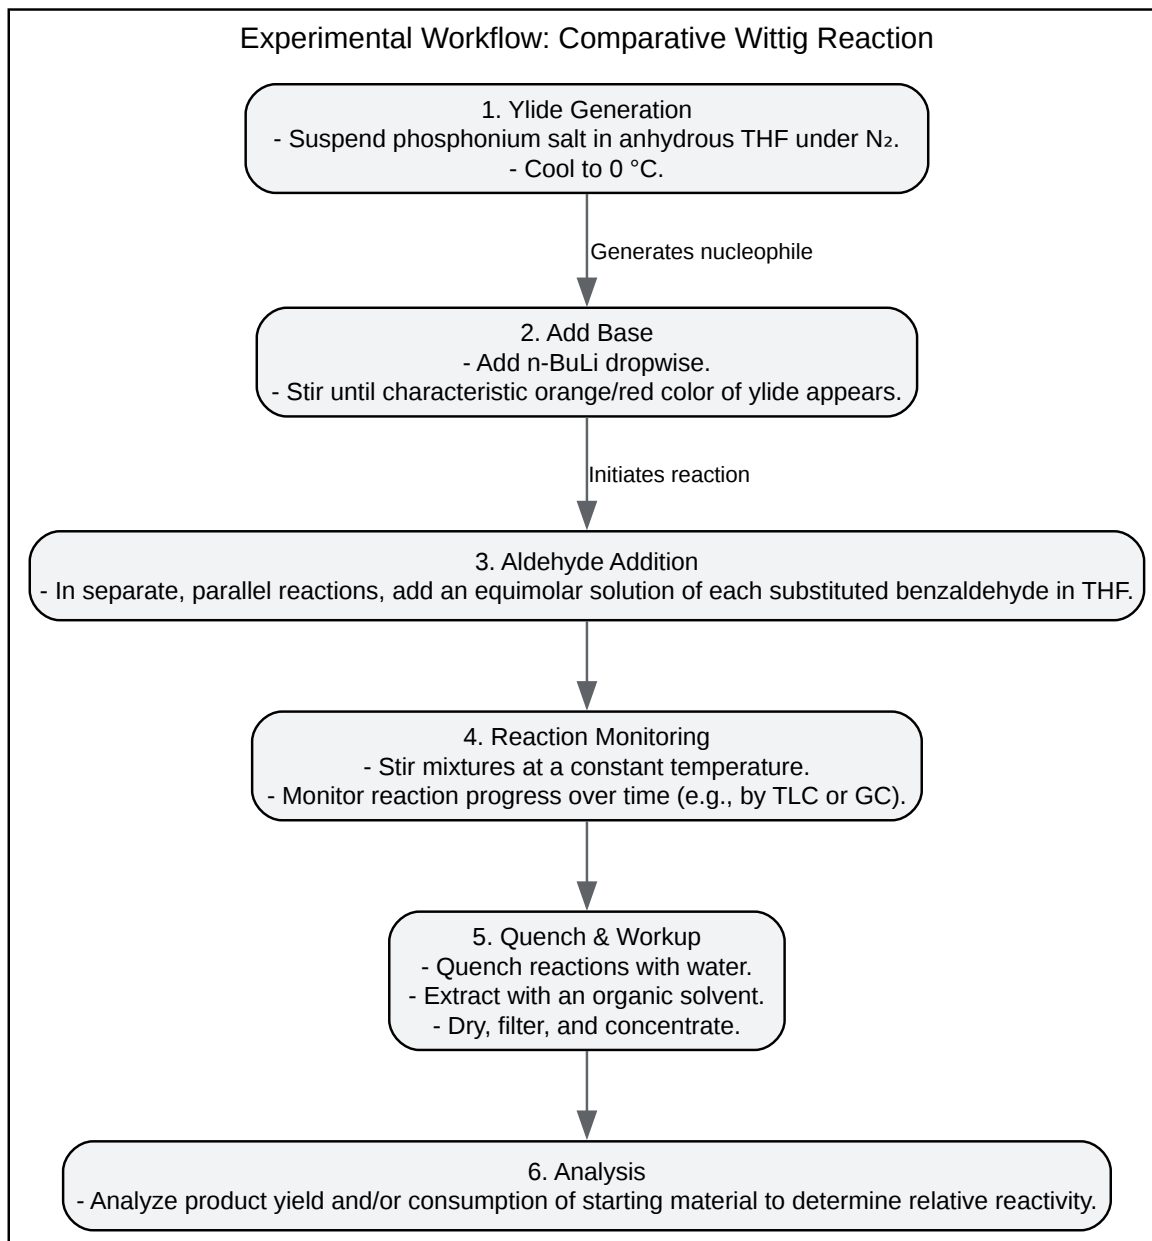 Experimental Workflow: Comparative Wittig Reaction
1. Ylide Generation
- Suspend phosphonium salt in anhydrous THF under N₂.
- Cool to 0 °C.
Generates nucleophile
2. Add Base
- Add n-BuLi dropwise.
- Stir until characteristic orange/red color of ylide appears.
Initiates reaction
3. Aldehyde Addition
- In separate, parallel reactions, add an equimolar solution of each substituted benzaldehyde in THF.
4. Reaction Monitoring
- Stir mixtures at a constant temperature.
- Monitor reaction progress over time (e.g., by TLC or GC).
5. Quench & Workup
- Quench reactions with water.
- Extract with an organic solvent.
- Dry, filter, and concentrate.
6. Analysis
- Analyze product yield and/or consumption of starting material to determine relative reactivity.